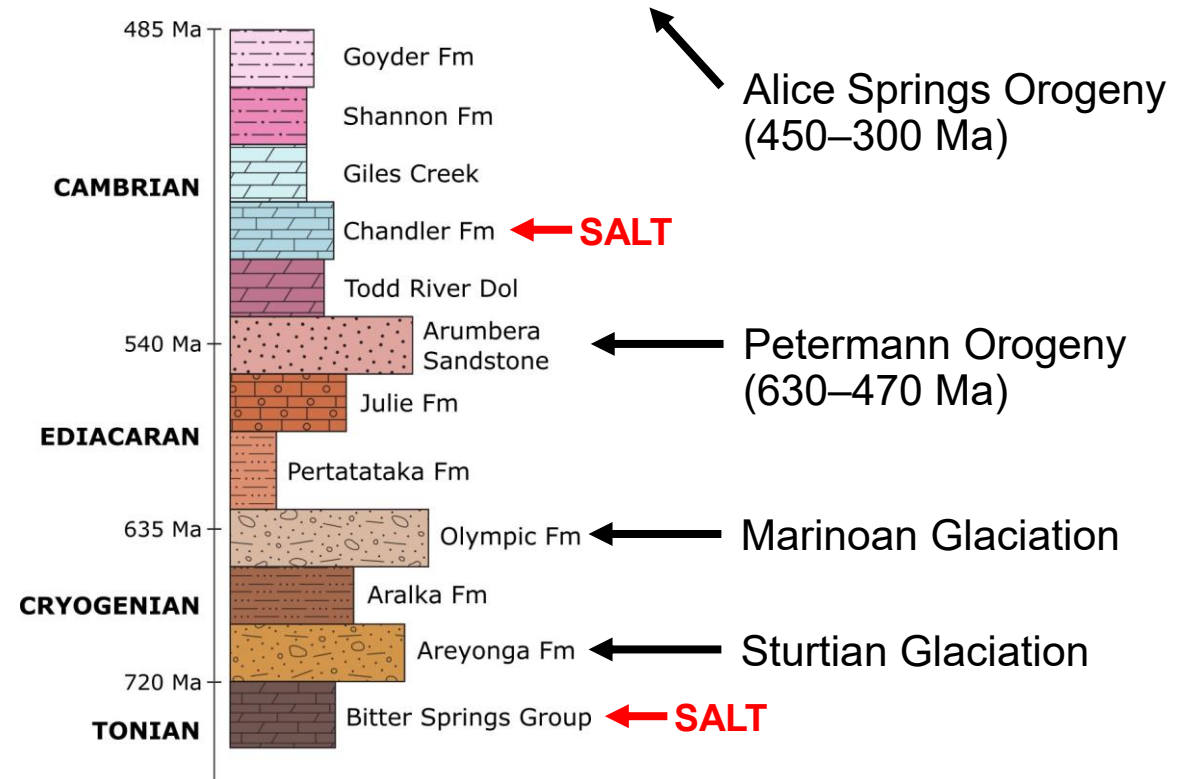 485 Ma
Goyder Fm
Alice Springs Orogeny
(450–300 Ma)
Shannon Fm
Giles Creek
CAMBRIAN
Chandler Fm
SALT
Todd River Dol
Arumbera
Sandstone
540 Ma
Petermann Orogeny
(630–470 Ma)
Julie Fm
EDIACARAN
Pertatataka Fm
635 Ma
Olympic Fm
Marinoan Glaciation
Aralka Fm
CRYOGENIAN
Areyonga Fm
Sturtian Glaciation
720 Ma
Bitter Springs Group
SALT
TONIAN